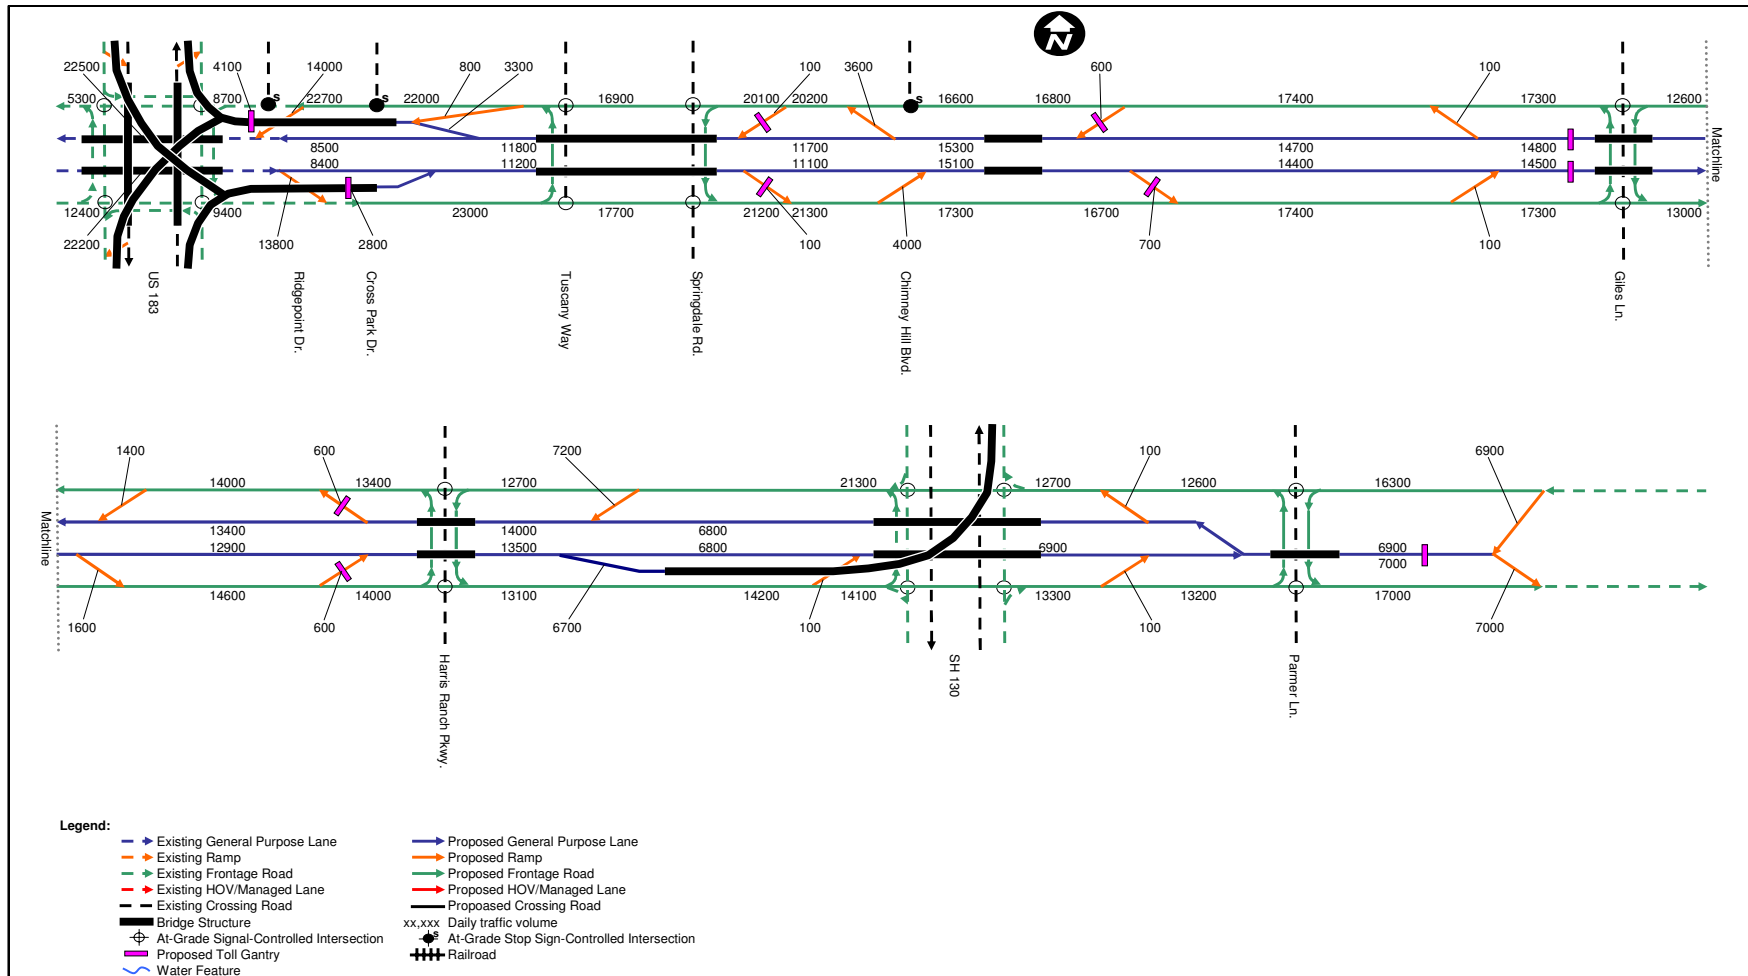 N
22500 4100 14000 800 3300 100 3600 600 100
S S S
5300 8700 22700 22000 16900 20100 20200 16600 16800 17400 17300 12600
8500 11800 11700 15300 14700 14800
8400 11200 11100 15100 14400 14500
12400 9400 23000 17700 21200 21300 17300 16700 17400 17300 13000
22200 13800 2800 100 4000 700 100
US 183
Ridgepoint Dr.
Cross Park Dr.
Tuscany Way
Springdale Rd.
Chimney Hill Blvd.
Giles Ln.
Matchline
1400 600 7200 100 6900
14000 13400 12700 21300 12700 12600 16300
13400 14000 6800
12900 13500 6800 6900 6900
7000
14600 14000 13100 14200 14100 13300 13200 17000
1600 600 6700 100 100 7000
Matchline
Harris Ranch Pkwy.
SH 130
Parmer Ln.
Legend:
Existing General Purpose Lane Proposed General Purpose Lane
Existing Ramp Proposed Ramp
Existing Frontage Road Proposed Frontage Road
Existing HOV/Managed Lane Proposed HOV/Managed Lane
Existing Crossing Road Propoased Crossing Road
Bridge Structure xx,xxx Daily traffic volume
At-Grade Signal-Controlled Intersection S At-Grade Stop Sign-Controlled Intersection
Proposed Toll Gantry Railroad
Water Feature